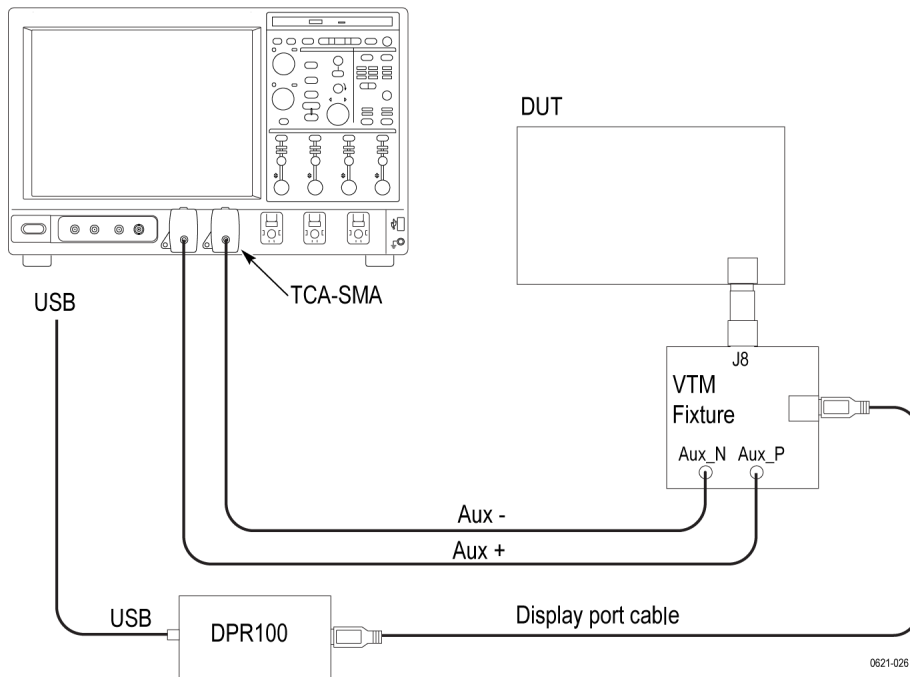 DUT
TCA-SMA
USB
J8
VTM
Fixture
Aux_N Aux_P
Aux -
Aux +
USB
DPR100
Display port cable
0621-026